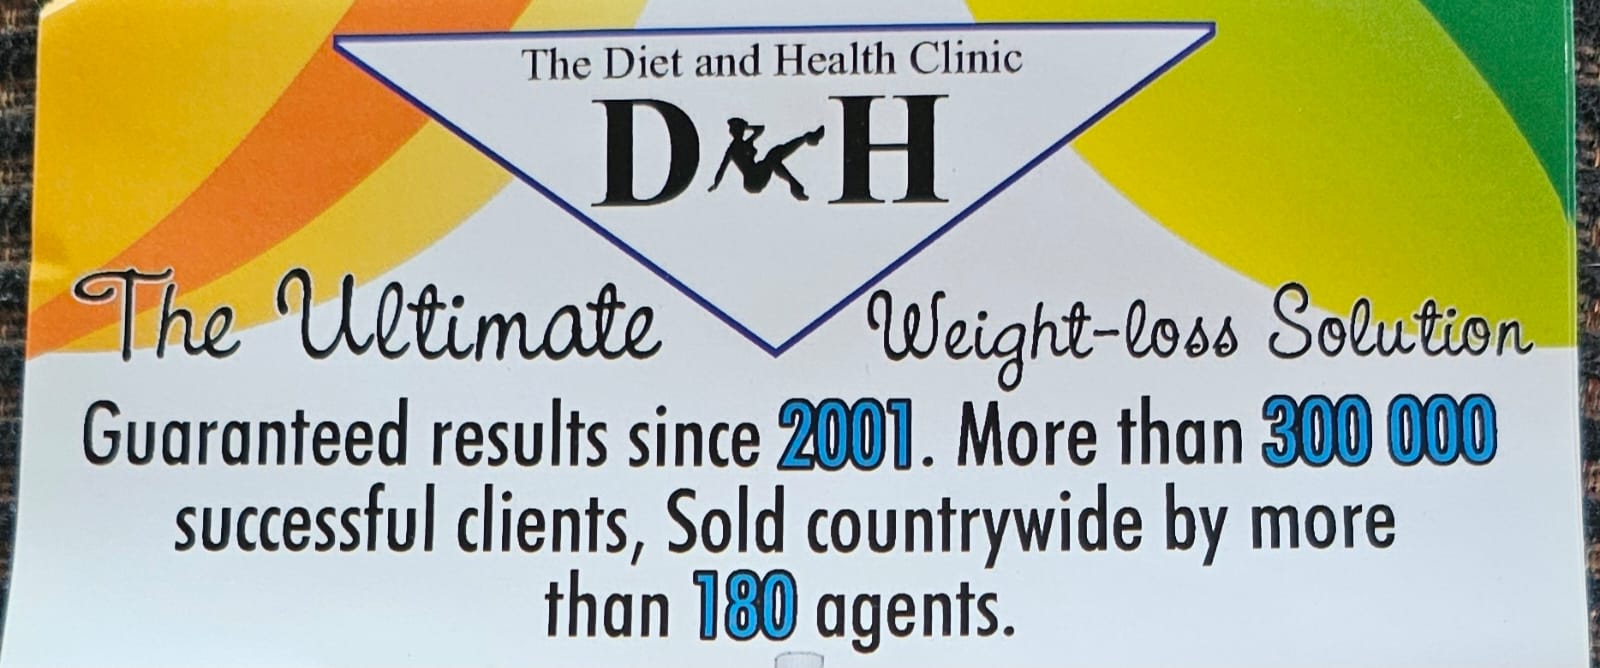 The Diet and Health Clinic
D H
The Ultimate Weight-loss Solution
Guaranteed results since 2001. More than 300 000
successful clients, Sold countrywide by more
than 180 agents.